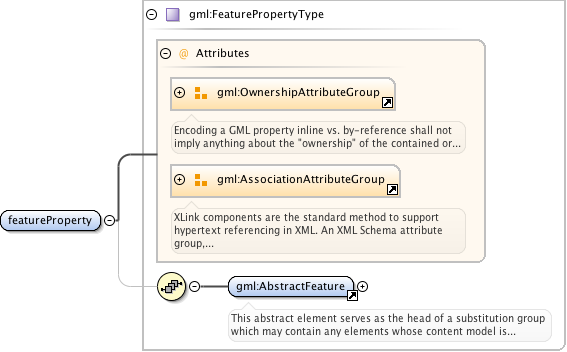 gml:FeaturePropertyType
@ Attributes
gml:OwnershipAttributeGroup
Encoding a GML property inline vs. by-reference shall not
imply anything about the "ownership" of the contained or...
gml:AssociationAttributeGroup
XLink components are the standard method to support
hypertext referencing in XML. An XML Schema attribute
group,...
featureProperty
gml:AbstractFeature
This abstract element serves as the head of a substitution group
which may contain any elements whose content model is...